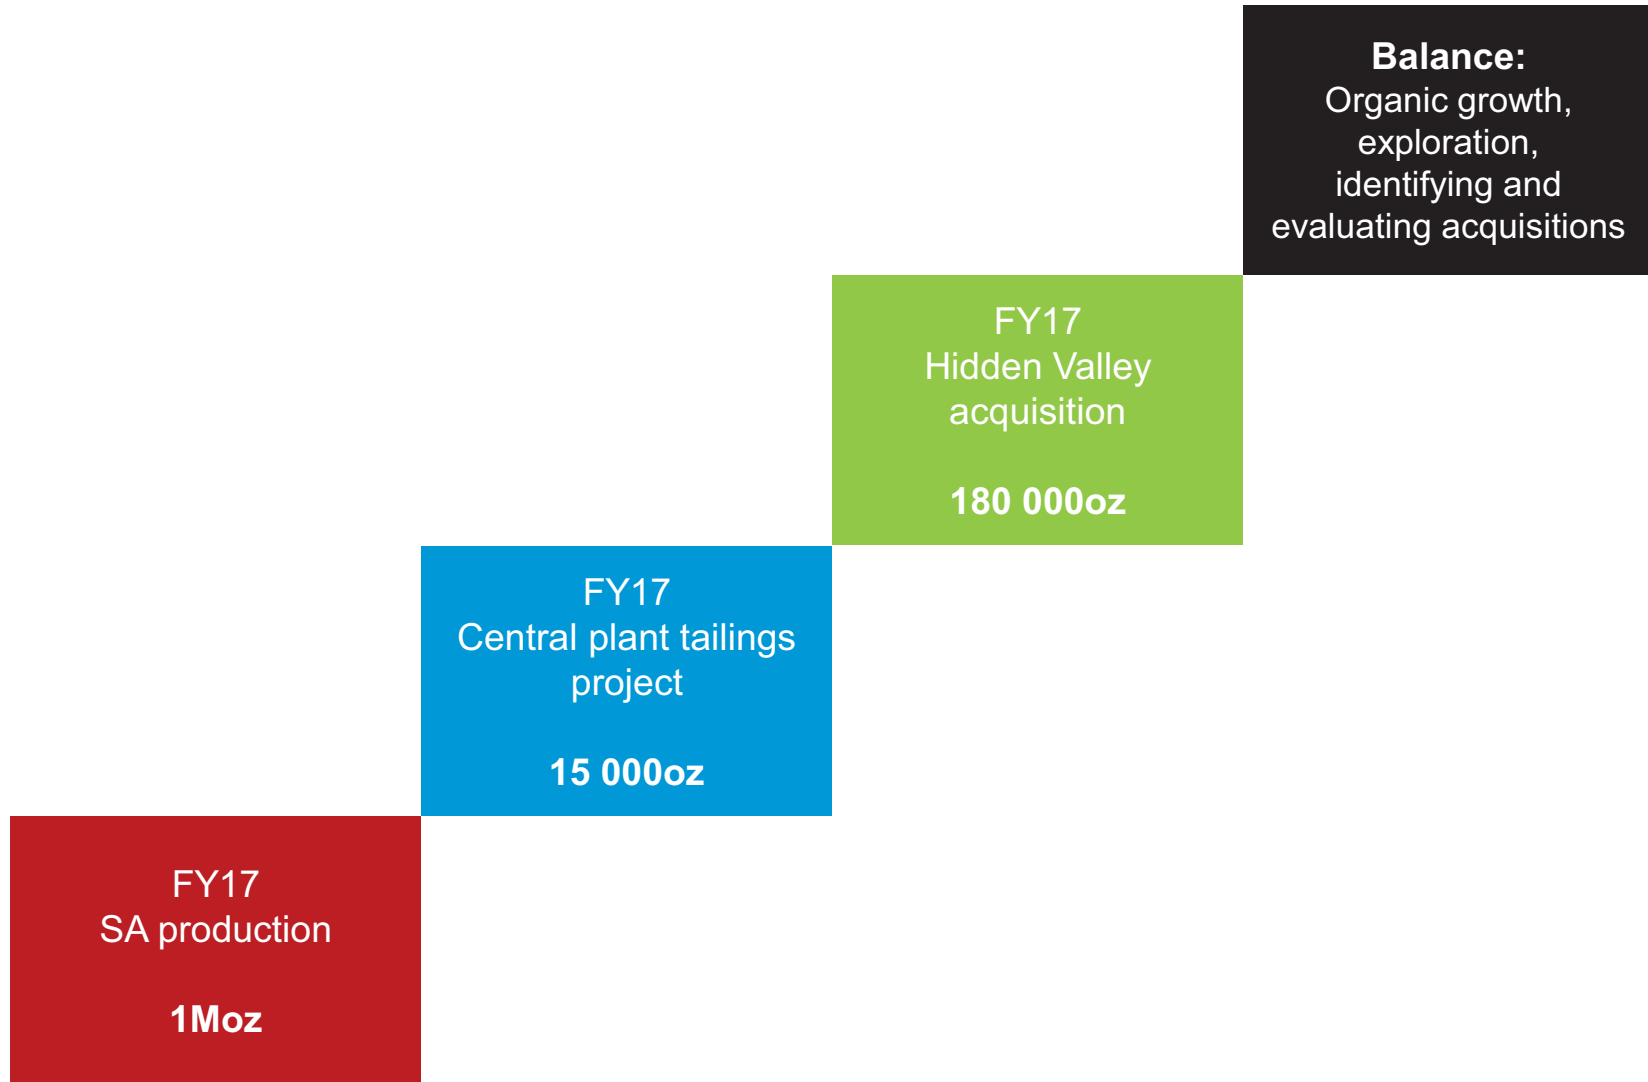 Balance:
Organic growth,
exploration,
identifying and
evaluating acquisitions
FY17
Hidden Valley
acquisition
180 000oz
FY17
Central plant tailings
project
15 000oz
FY17
SA production
1Moz